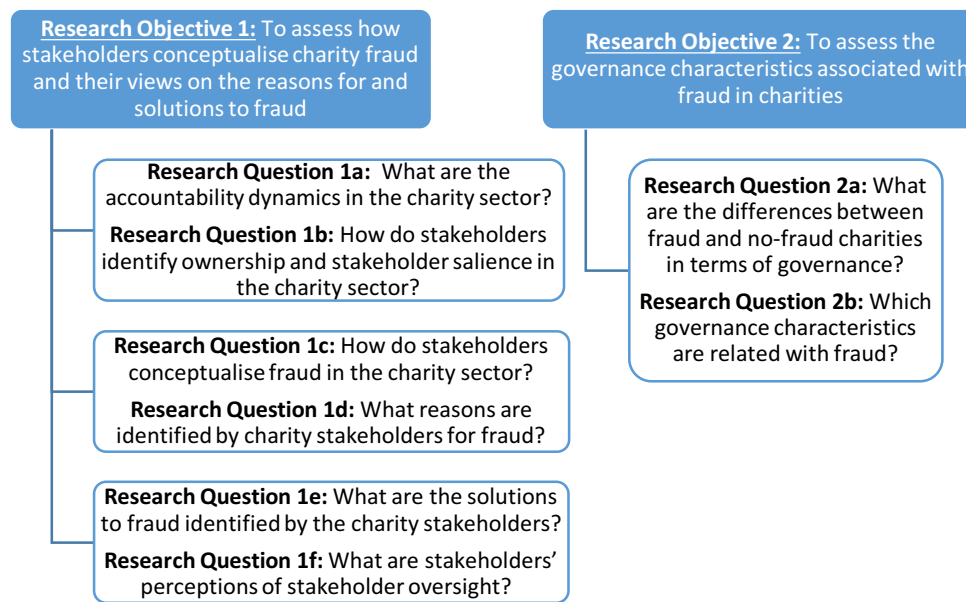 Research Objective 1: To assess how
stakeholders conceptualise charity fraud
and their views on the reasons for and
solutions to fraud
Research Question 1a: What are the
accountability dynamics in the charity sector?
Research Question 1b: How do stakeholders
identify ownership and stakeholder salience in
the charity sector?
Research Question 1c: How do stakeholders
conceptualise fraud in the charity sector?
Research Question 1d: What reasons are
identified by charity stakeholders for fraud?
Research Question 1e: What are the solutions
to fraud identified by the charity stakeholders?
Research Question 1f: What are stakeholders’
perceptions of stakeholder oversight?
Research Objective 2: To assess the
governance characteristics associated with
fraud in charities
Research Question 2a: What
are the differences between
fraud and no-fraud charities
in terms of governance?
Research Question 2b: Which
governance characteristics
are related with fraud?